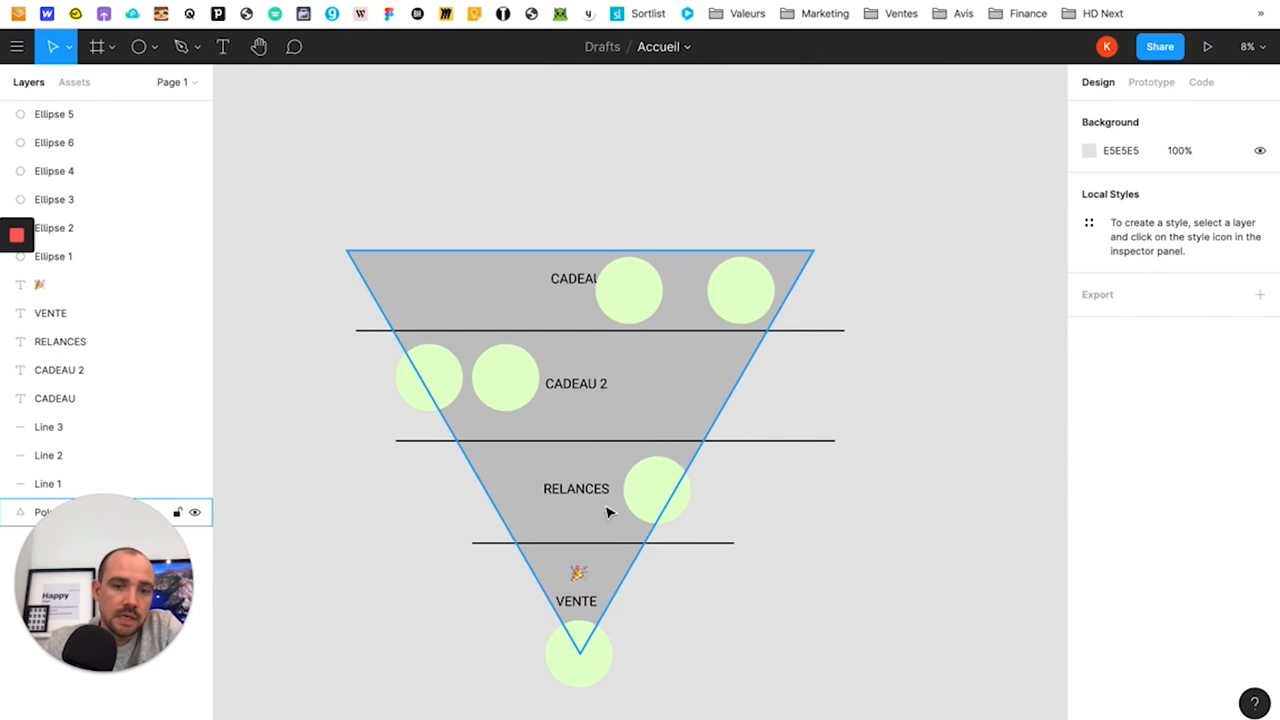 Sortlist
Valeurs
Marketing
Ventes
Avis
Finance
HD Next
»
Drafts / Accueil
K
Share
8%
Layers
Assets
Page 1
Design
Prototype
Code
Ellipse 5
Ellipse 6
Ellipse 4
Ellipse 3
Ellipse 2
Ellipse 1
🎉
VENTE
RELANCES
CADEAU 2
CADEAU
Line 3
Line 2
Line 1
Background
E5E5E5 100%
Local Styles
To create a style, select a layer
and click on the style icon in the
inspector panel.
Export
CADEAU
CADEAU 2
RELANCES
🎉
VENTE
Happy
?